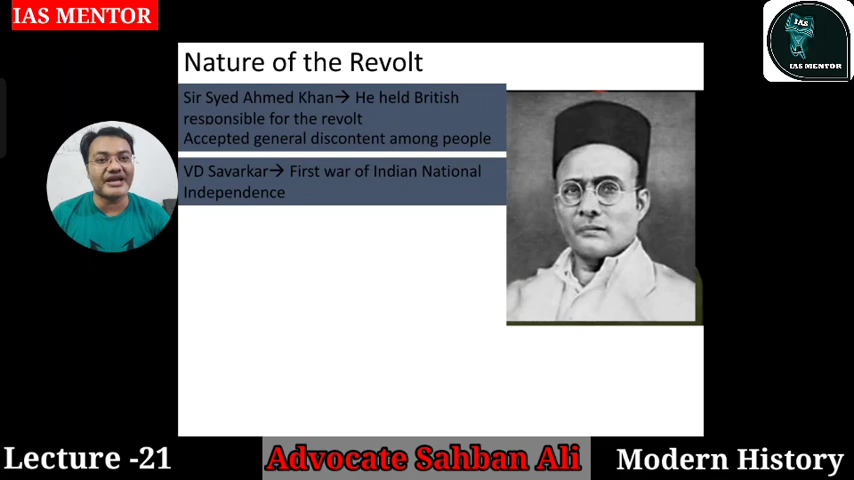 IAS MENTOR
IAS
IAS MENTOR
Nature of the Revolt
Sir Syed Ahmed Khan→ He held British
responsible for the revolt
Accepted general discontent among people
VD Savarkar→ First war of Indian National
Independence
Lecture -21
Advocate Sahban Ali
Modern History